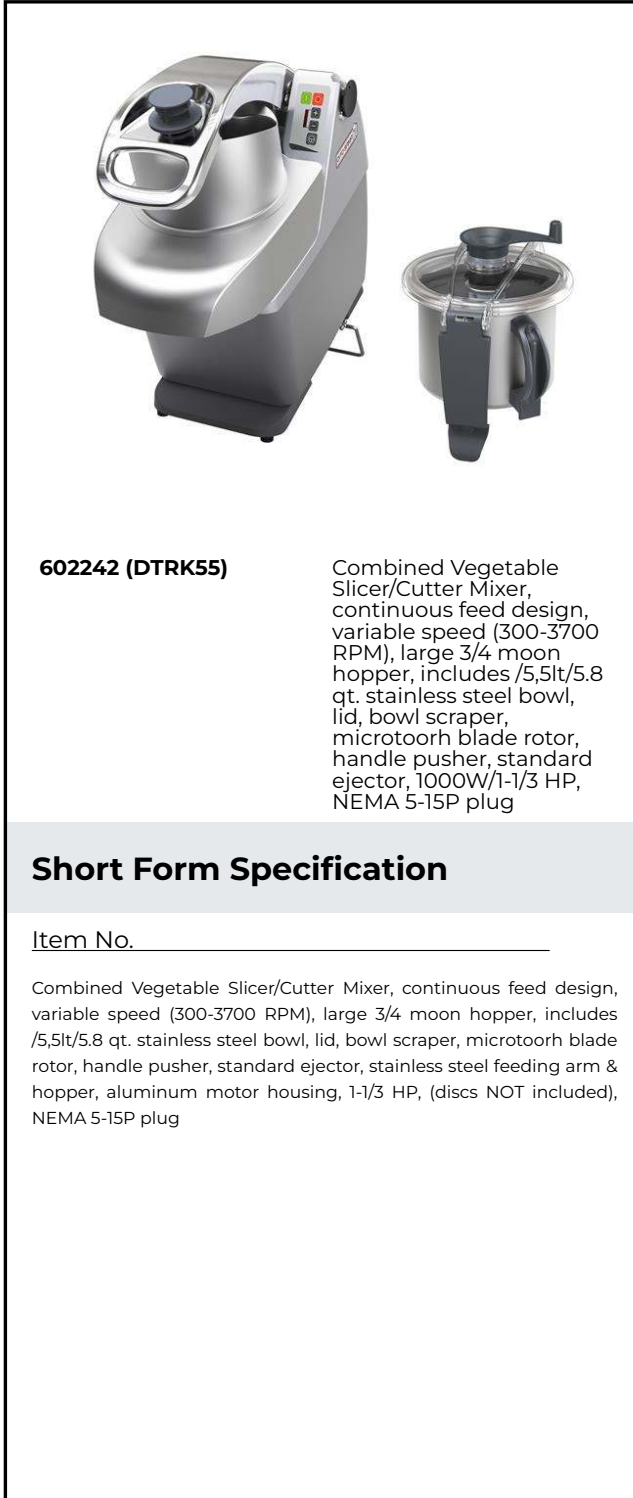 602242 (DTRK55)
Combined Vegetable
Slicer/Cutter Mixer,
continuous feed design,
variable speed (300-3700
RPM), large 3/4 moon
hopper, includes /5,5lt/5.8
qt. stainless steel bowl,
lid, bowl scraper,
microtoorh blade rotor,
handle pusher, standard
ejector, 1000W/1-1/3 HP,
NEMA 5-15P plug
Short Form Specification
Item No.
Combined Vegetable Slicer/Cutter Mixer, continuous feed design,
variable speed (300-3700 RPM), large 3/4 moon hopper, includes
/5,5lt/5.8 qt. stainless steel bowl, lid, bowl scraper, microtoorh blade
rotor, handle pusher, standard ejector, stainless steel feeding arm &
hopper, aluminum motor housing, 1-1/3 HP, (discs NOT included),
NEMA 5-15P plug